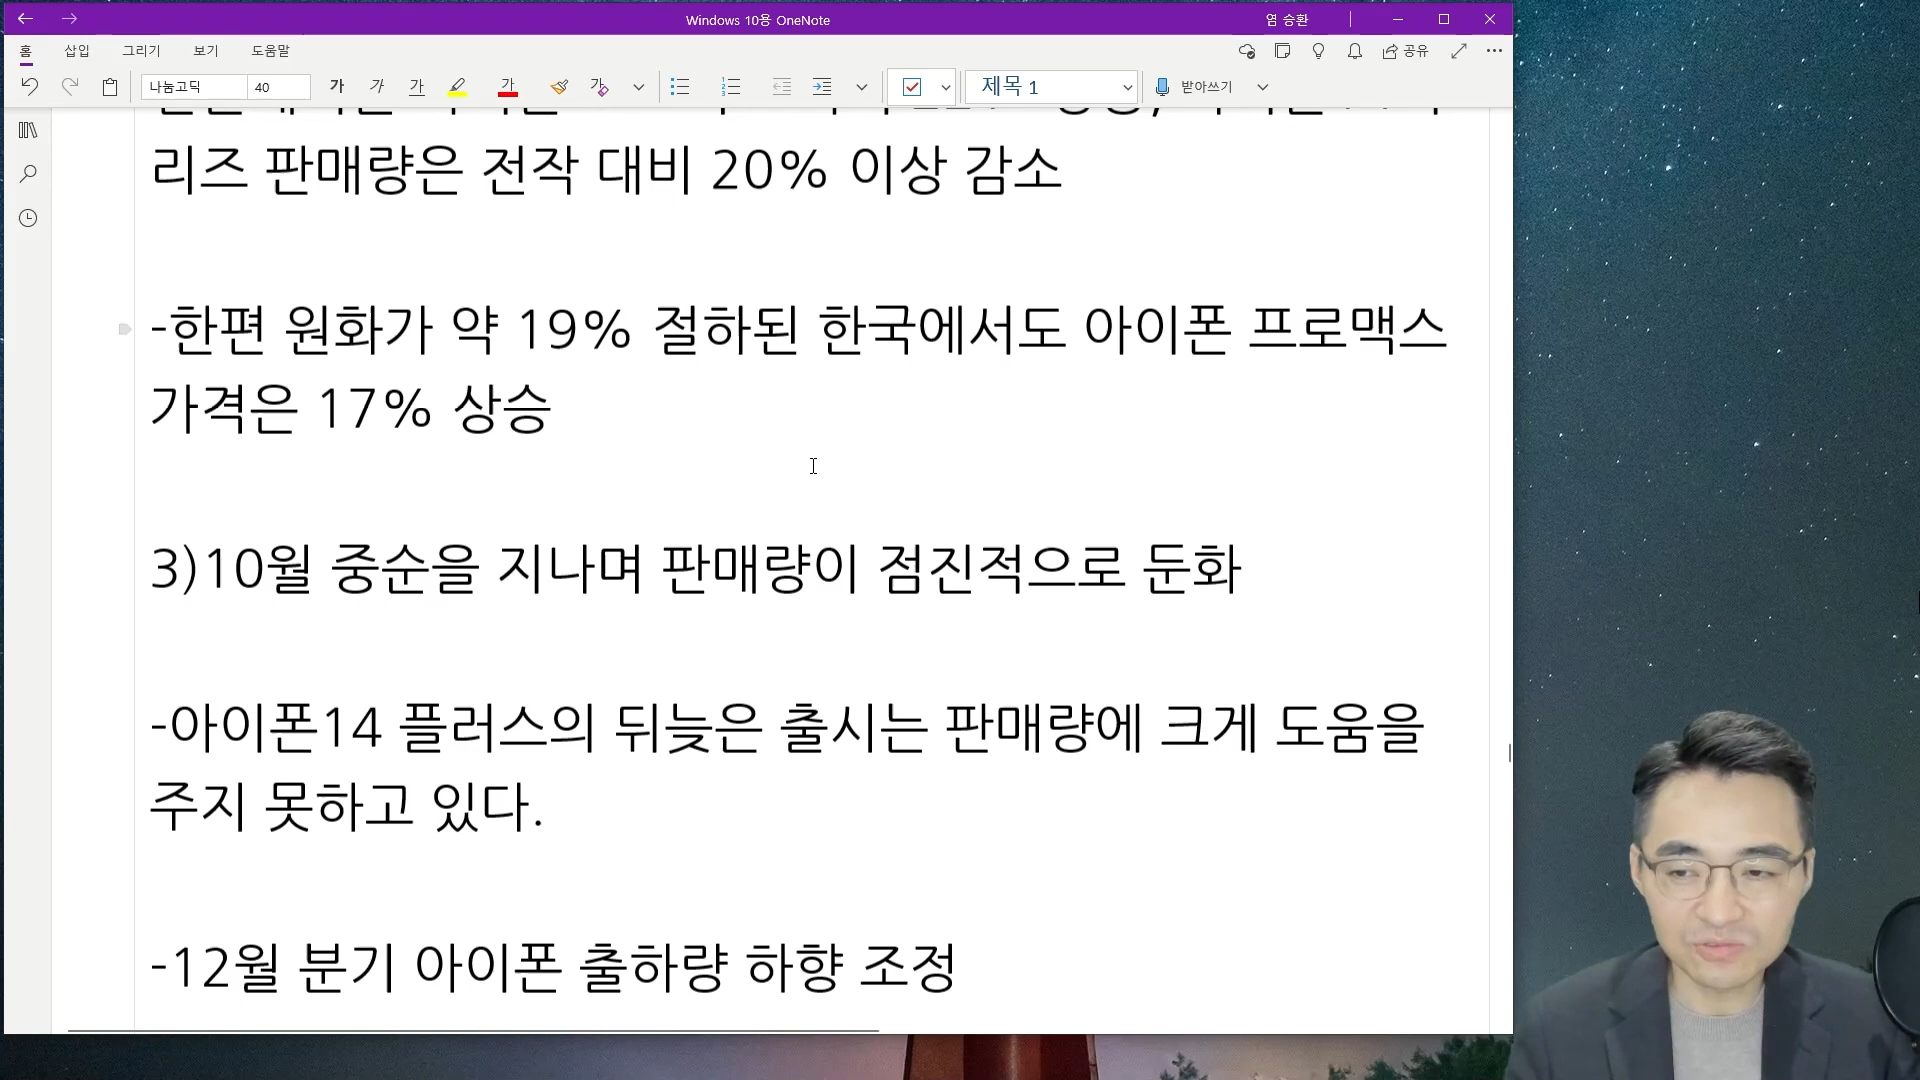 Windows 10용 OneNote
염 승환
홈 삽입 그리기 보기 도움말
공유
나눔고딕 40 가 가 가 가 가 제목 1 받아쓰기
리즈 판매량은 전작 대비 20% 이상 감소
-한편 원화가 약 19% 절하된 한국에서도 아이폰 프로맥스
가격은 17% 상승
3)10월 중순을 지나며 판매량이 점진적으로 둔화
-아이폰14 플러스의 뒤늦은 출시는 판매량에 크게 도움을
주지 못하고 있다.
-12월 분기 아이폰 출하량 하향 조정